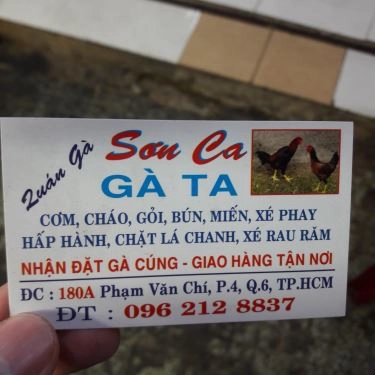 Quán Gà Sơn Ca
GÀ TA
CƠM, CHÁO, GỎI, BÚN, MIẾN, XÉ PHAY
HẤP HÀNH, CHẶT LÁ CHANH, XÉ RAU RĂM
NHẬN ĐẶT GÀ CÚNG - GIAO HÀNG TẬN NƠI
ĐC : 180A Phạm Văn Chí, P.4, Q.6, TP.HCM
ĐT : 096 212 8837